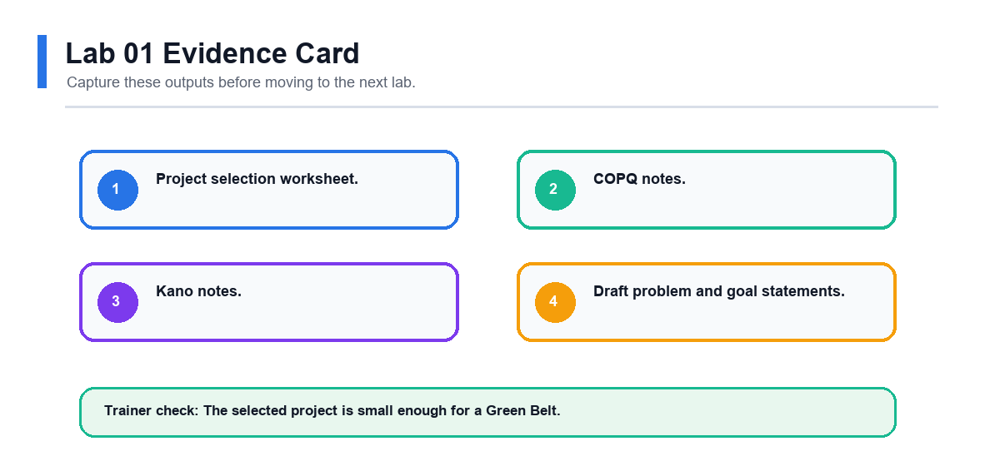 Lab 01 Evidence Card
Capture these outputs before moving to the next lab.
1 Project selection worksheet.
2 COPQ notes.
3 Kano notes.
4 Draft problem and goal statements.
Trainer check: The selected project is small enough for a Green Belt.